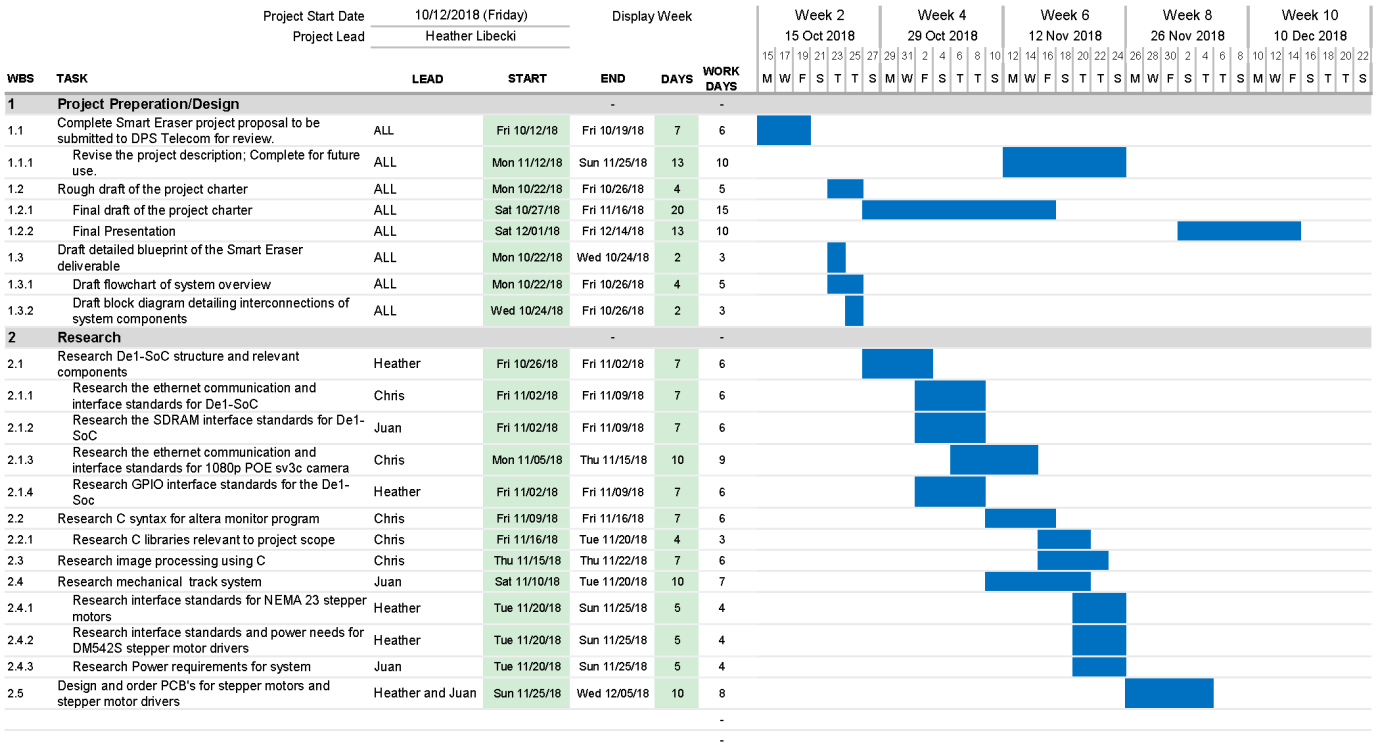 Project Start Date 10/12/2018 (Friday) Display Week Week 2 Week 4 Week 6 Week 8 Week 10
Project Lead Heather Libecki 15 Oct 2018 29 Oct 2018 12 Nov 2018 26 Nov 2018 10 Dec 2018
15 17 19 21 23 25 27 29 31 2 4 6 8 10 12 14 16 18 20 22 24 26 28 30 2 4 6 8 10 12 14 16 18 20 22
WBS TASK LEAD START END DAYS WORK DAYS M W F S T T S M W F S T T S M W F S T T S M W F S T T S M W F S T T S
1 Project Preperation/Design - -
1.1 Complete Smart Eraser project proposal to be
submitted to DPS Telecom for review. ALL Fri 10/12/18 Fri 10/19/18 7 6
1.1.1 Revise the project description; Complete for future
use. ALL Mon 11/12/18 Sun 11/25/18 13 10
1.2 Rough draft of the project charter ALL Mon 10/22/18 Fri 10/26/18 4 5
1.2.1 Final draft of the project charter ALL Sat 10/27/18 Fri 11/16/18 20 15
1.2.2 Final Presentation ALL Sat 12/01/18 Fri 12/14/18 13 10
1.3 Draft detailed blueprint of the Smart Eraser
deliverable ALL Mon 10/22/18 Wed 10/24/18 2 3
1.3.1 Draft flowchart of system overview ALL Mon 10/22/18 Fri 10/26/18 4 5
1.3.2 Draft block diagram detailing interconnections of
system components ALL Wed 10/24/18 Fri 10/26/18 2 3
2 Research - -
2.1 Research De1-SoC structure and relevant
components Heather Fri 10/26/18 Fri 11/02/18 7 6
2.1.1 Research the ethernet communication and
interface standards for De1-SoC Chris Fri 11/02/18 Fri 11/09/18 7 6
2.1.2 Research the SDRAM interface standards for De1-
SoC Juan Fri 11/02/18 Fri 11/09/18 7 6
2.1.3 Research the ethernet communication and
interface standards for 1080p POE sv3c camera Chris Mon 11/05/18 Thu 11/15/18 10 9
2.1.4 Research GPIO interface standards for the De1-
Soc Heather Fri 11/02/18 Fri 11/09/18 7 6
2.2 Research C syntax for altera monitor program Chris Fri 11/09/18 Fri 11/16/18 7 6
2.2.1 Research C libraries relevant to project scope Chris Fri 11/16/18 Tue 11/20/18 4 3
2.3 Research image processing using C Chris Thu 11/15/18 Thu 11/22/18 7 6
2.4 Research mechanical track system Juan Sat 11/10/18 Tue 11/20/18 10 7
2.4.1 Research interface standards for NEMA 23 stepper
motors Heather Tue 11/20/18 Sun 11/25/18 5 4
2.4.2 Research interface standards and power needs for
DM542S stepper motor drivers Heather Tue 11/20/18 Sun 11/25/18 5 4
2.4.3 Research Power requirements for system Juan Tue 11/20/18 Sun 11/25/18 5 4
2.5 Design and order PCB's for stepper motors and
stepper motor drivers Heather and Juan Sun 11/25/18 Wed 12/05/18 10 8
-
-